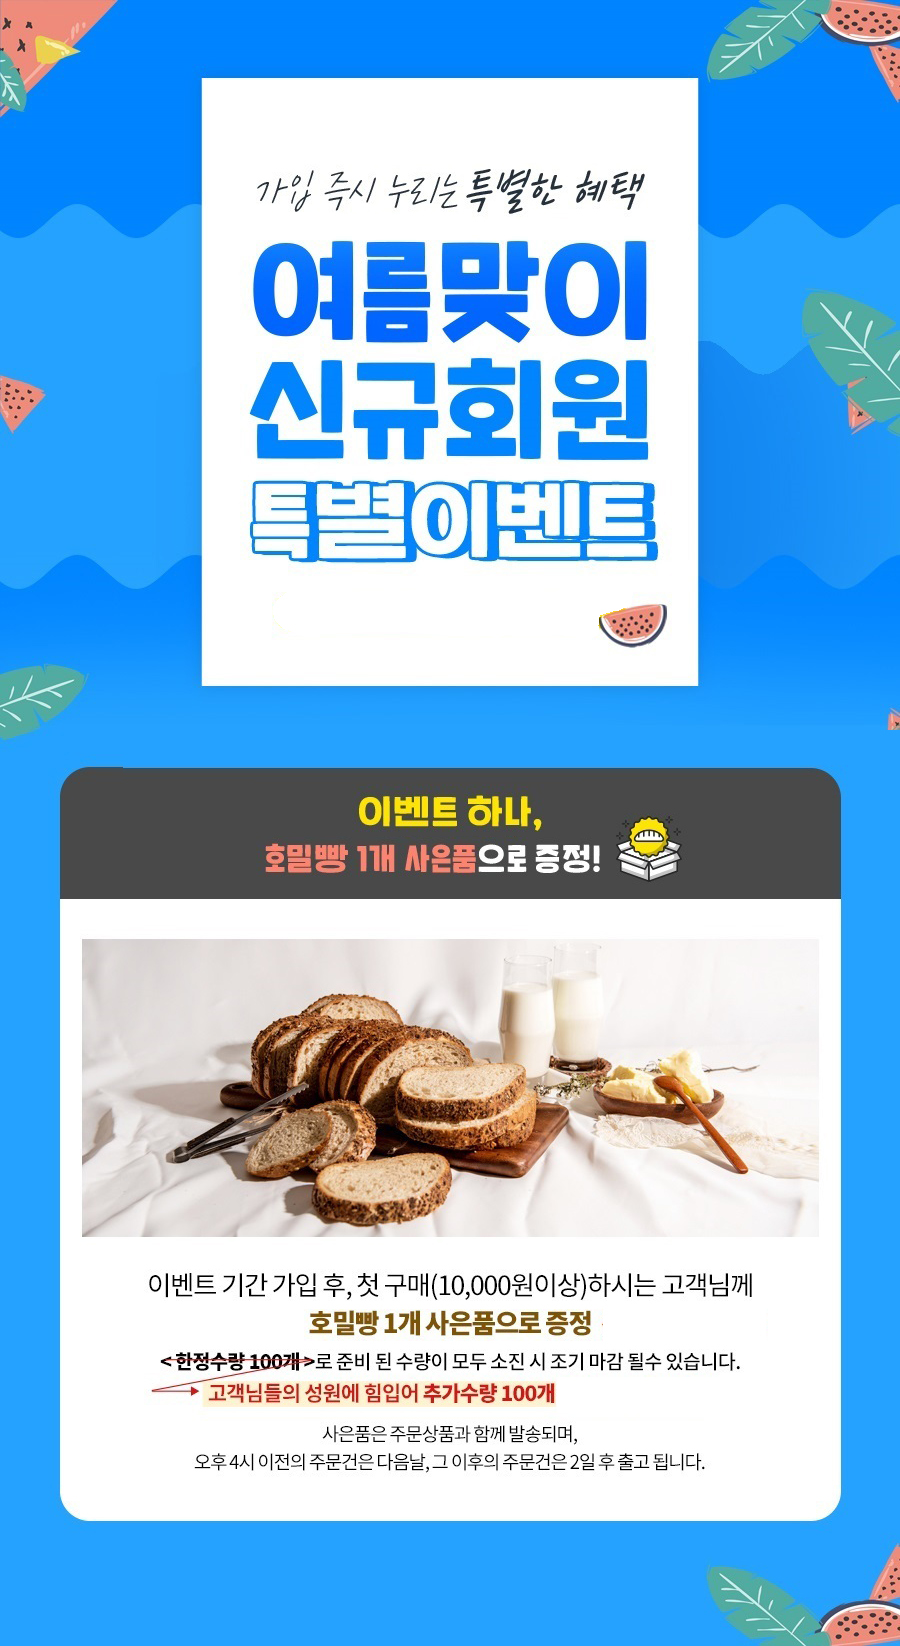 가입 즉시 누리는 특별한 혜택
여름맞이
신규회원
특별이벤트
이벤트 하나,
호밀빵 1개 사은품으로 증정!
이벤트 기간 가입 후, 첫 구매(10,000원이상)하시는 고객님께
호밀빵 1개 사은품으로 증정
< 한정수량 100개 >로 준비 된 수량이 모두 소진 시 조기 마감 될수 있습니다.
고객님들의 성원에 힘입어 추가수량 100개
사은품은 주문상품과 함께 발송되며,
오후 4시 이전의 주문건은 다음날, 그 이후의 주문건은 2일 후 출고 됩니다.